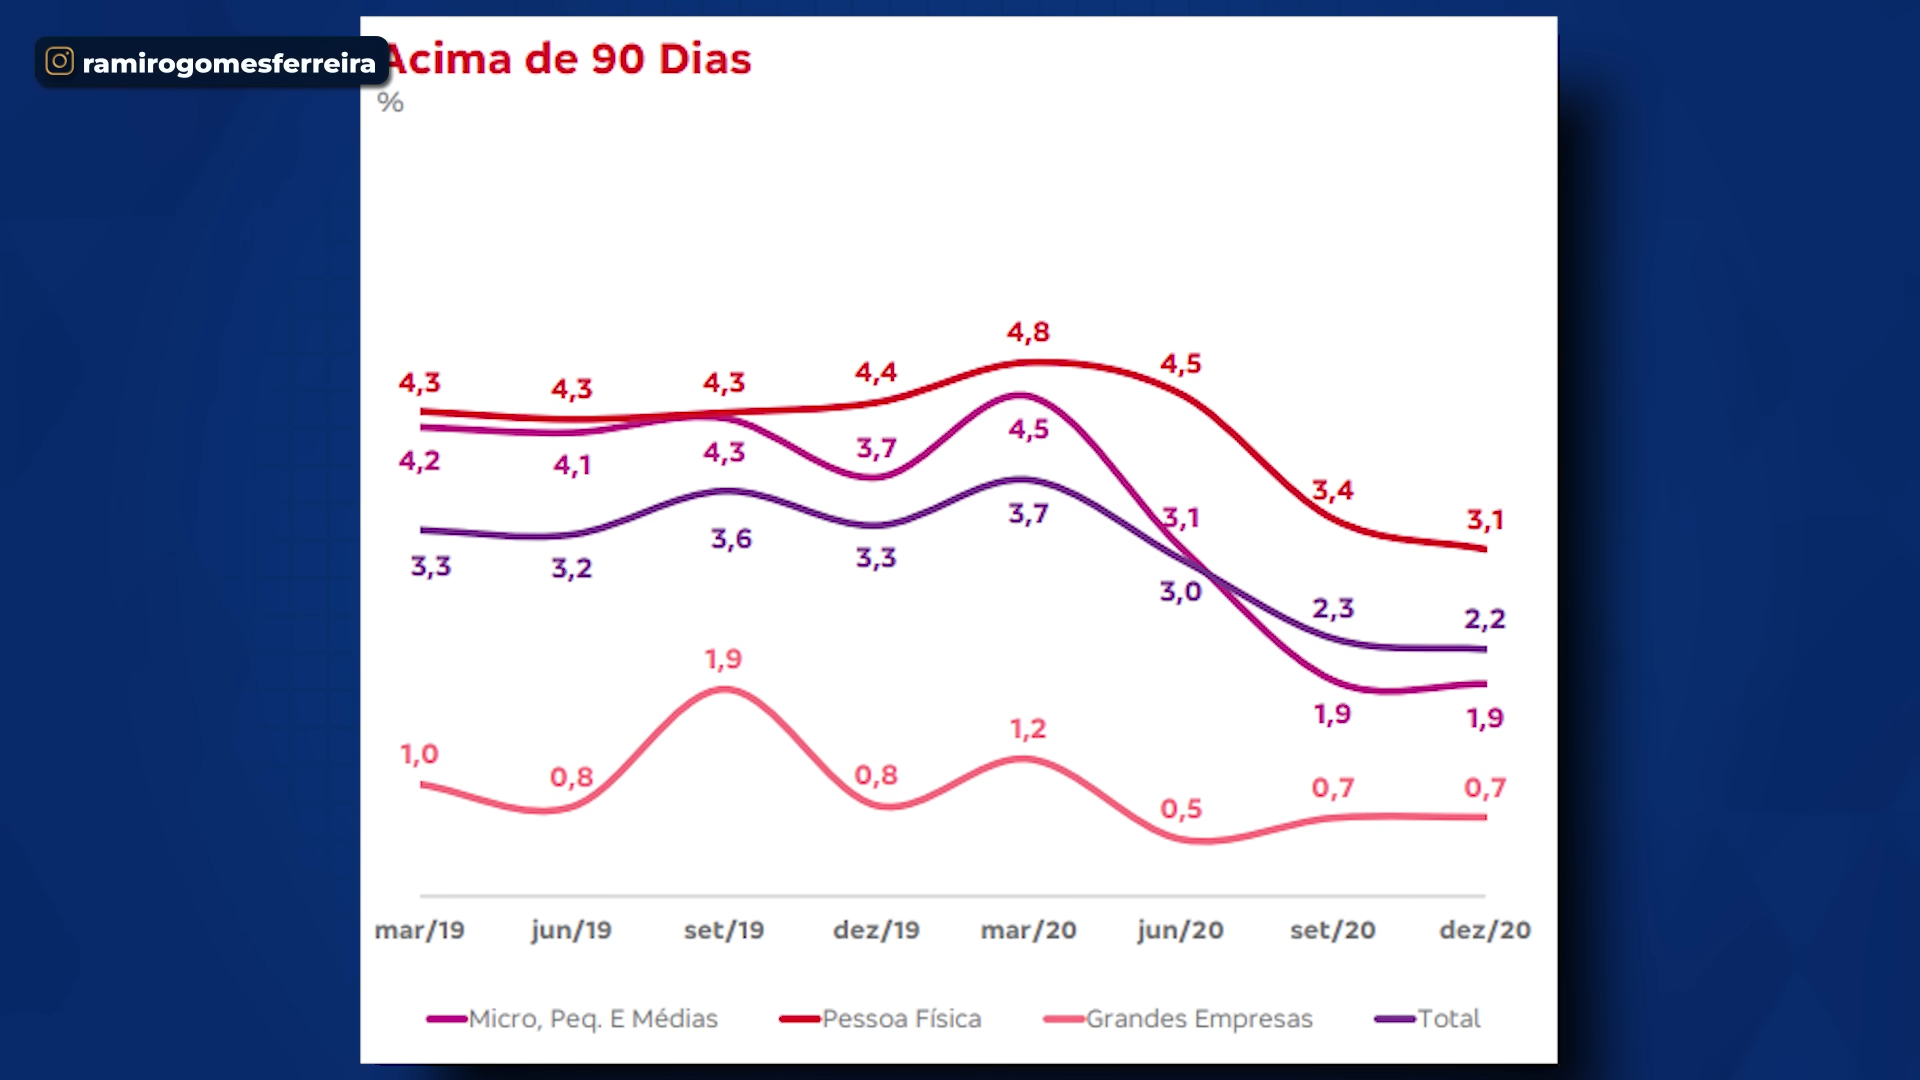 ramirogomesferreira
Acima de 90 Dias
%
4,3 4,3 4,3 4,4 4,8 4,5 3,4 3,1
4,2 4,1 4,3 3,7 4,5 3,1 1,9 1,9
3,3 3,2 3,6 3,3 3,7 3,0 2,3 2,2
1,0 0,8 1,9 0,8 1,2 0,5 0,7 0,7
mar/19 jun/19 set/19 dez/19 mar/20 jun/20 set/20 dez/20
Micro, Peq. E Médias Pessoa Física Grandes Empresas Total